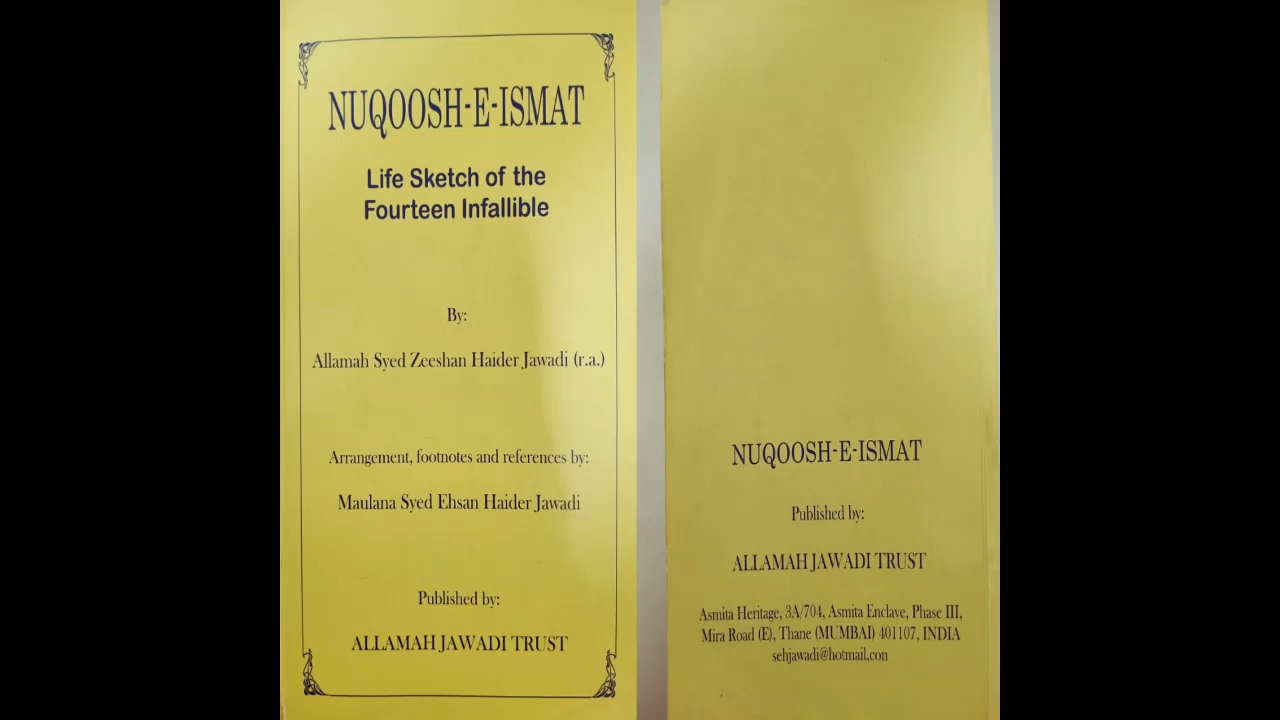 NUQOOSH-E-ISMAT
Life Sketch of the
Fourteen Infallible
By:
Allamah Syed Zeeshan Haider Jawadi (r.a.)
Arrangement, footnotes and references by:
Maulana Syed Ehsan Haider Jawadi
Published by:
ALLAMAH JAWADI TRUST
NUQOOSH-E-ISMAT
Published by:
ALLAMAH JAWADI TRUST
Asmita Heritage, 3A/704, Asmita Enclave, Phase III,
Mira Road (E), Thane (MUMBAI) 401107, INDIA
sehjawadi@hotmail,con